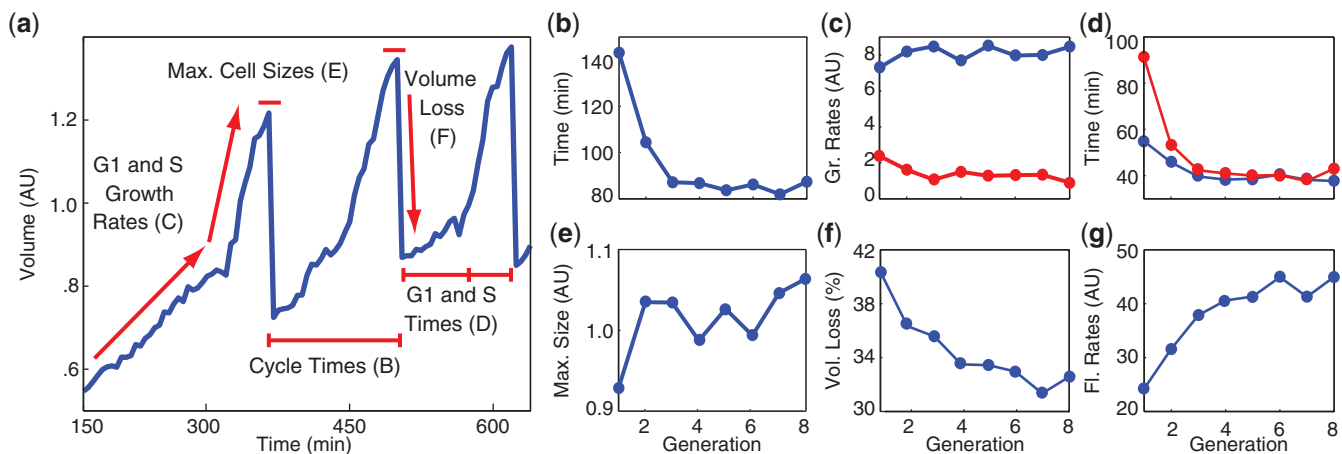 (a)
Volume (AU)
1.2
1.0
.8
.6
150
300
450
600
Time (min)
Max. Cell Sizes (E)
G1 and S
Growth
Rates (C)
Volume
Loss
(F)
G1 and S
Times (D)
Cycle Times (B)
(b)
Time (min)
140
120
100
80
(c)
Gr. Rates (AU)
8
6
4
2
0
(d)
Time (min)
100
80
60
40
(e)
Max. Size (AU)
1.1
1.0
0.9
2
4
6
8
Generation
(f)
Vol. Loss (%)
42
38
34
30
2
4
6
8
Generation
(g)
Fl. Rates (AU)
50
40
30
20
2
4
6
8
Generation